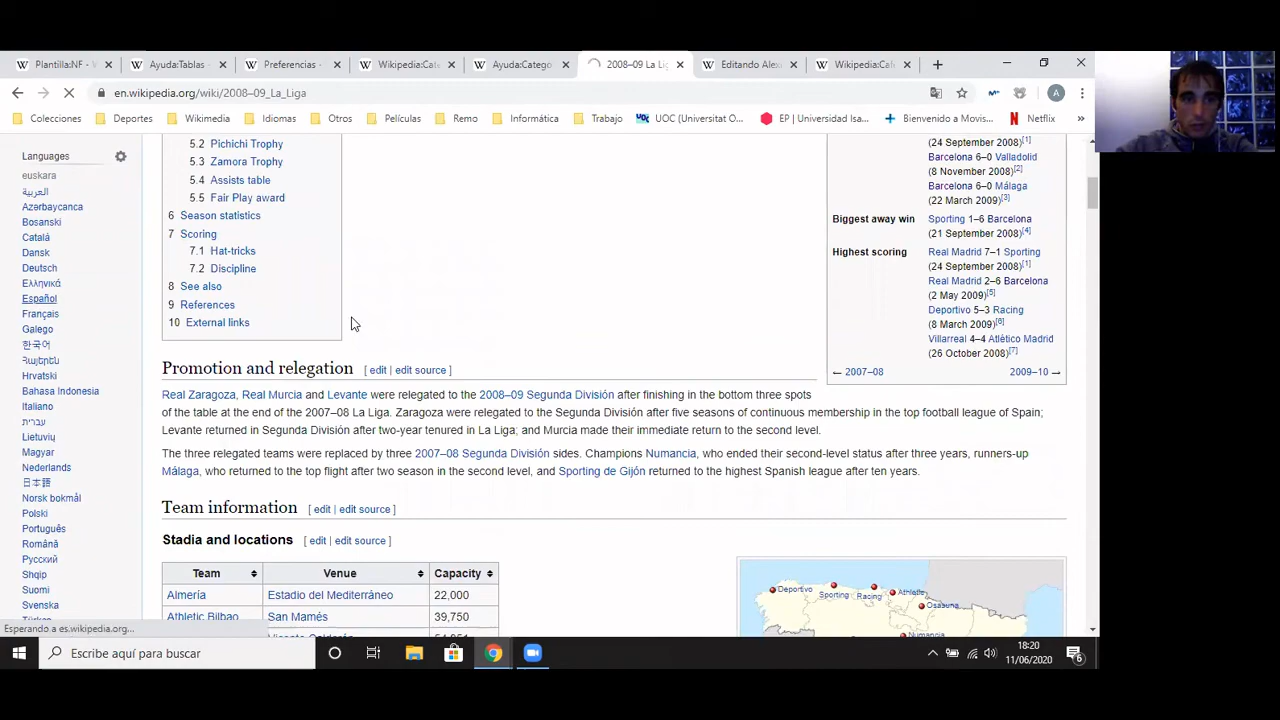 Plantilla:NF - W
Ayuda:Tablas -
Preferencias -
Wikipedia:Cafe
Ayuda:Catego
2008–09 La Lig
Editando Alex
Wikipedia:Caf
en.wikipedia.org/wiki/2008–09_La_Liga
A
Colecciones
Deportes
Wikimedia
Idiomas
Otros
Películas
Remo
Informática
Trabajo
UOC (Universitat O...
EP | Universidad Isa...
Bienvenido a Movis...
Netflix
»
Languages
euskara
العربية
Azərbaycanca
Bosanski
Català
Dansk
Deutsch
Ελληνικά
Español
Français
Galego
한국어
Հայերեն
Hrvatski
Bahasa Indonesia
Italiano
עברית
Lietuvių
Magyar
Nederlands
日本語
Norsk bokmål
Polski
Português
Română
Русский
Shqip
Suomi
Svenska
Türkçe
5.2 Pichichi Trophy
5.3 Zamora Trophy
5.4 Assists table
5.5 Fair Play award
6 Season statistics
7 Scoring
7.1 Hat-tricks
7.2 Discipline
8 See also
9 References
10 External links
(24 September 2008)[1]
Barcelona 6–0 Valladolid
(8 November 2008)[2]
Barcelona 6–0 Málaga
(22 March 2009)[3]
Biggest away win Sporting 1–6 Barcelona
(21 September 2008)[4]
Highest scoring Real Madrid 7–1 Sporting
(24 September 2008)[1]
Real Madrid 2–6 Barcelona
(2 May 2009)[5]
Deportivo 5–3 Racing
(8 March 2009)[6]
Villarreal 4–4 Atlético Madrid
(26 October 2008)[7]
← 2007–08 2009–10 →
Promotion and relegation [ edit | edit source ]
Real Zaragoza, Real Murcia and Levante were relegated to the 2008–09 Segunda División after finishing in the bottom three spots
of the table at the end of the 2007–08 La Liga. Zaragoza were relegated to the Segunda División after five seasons of continuous membership in the top football league of Spain;
Levante returned in Segunda División after two-year tenured in La Liga; and Murcia made their immediate return to the second level.
The three relegated teams were replaced by three 2007–08 Segunda División sides. Champions Numancia, who ended their second-level status after three years, runners-up
Málaga, who returned to the top flight after two season in the second level, and Sporting de Gijón returned to the highest Spanish league after ten years.
Team information [ edit | edit source ]
Stadia and locations [ edit | edit source ]
Team Venue Capacity
Almería Estadio del Mediterráneo 22,000
Athletic Bilbao San Mamés 39,750
Vicente Calderón 54,851
Deportivo
Sporting
Racing
Athletic
Osasuna
Numancia
Esperando a es.wikipedia.org...
Escribe aquí para buscar
18:20
11/06/2020
6